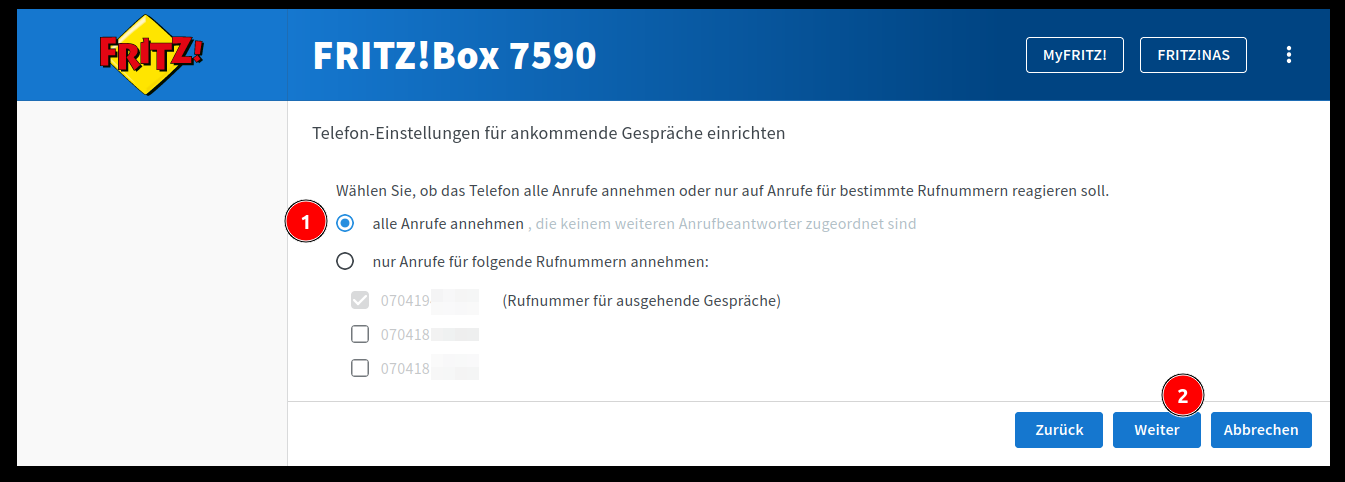 FRITZ!
FRITZ!Box 7590
MyFRITZ!
FRITZ!NAS
Telefon-Einstellungen für ankommende Gespräche einrichten
Wählen Sie, ob das Telefon alle Anrufe annehmen oder nur auf Anrufe für bestimmte Rufnummern reagieren soll.
1
alle Anrufe annehmen , die keinem weiteren Anrufbeantworter zugeordnet sind
nur Anrufe für folgende Rufnummern annehmen:
070419 (Rufnummer für ausgehende Gespräche)
070418
070418
2
Zurück
Weiter
Abbrechen